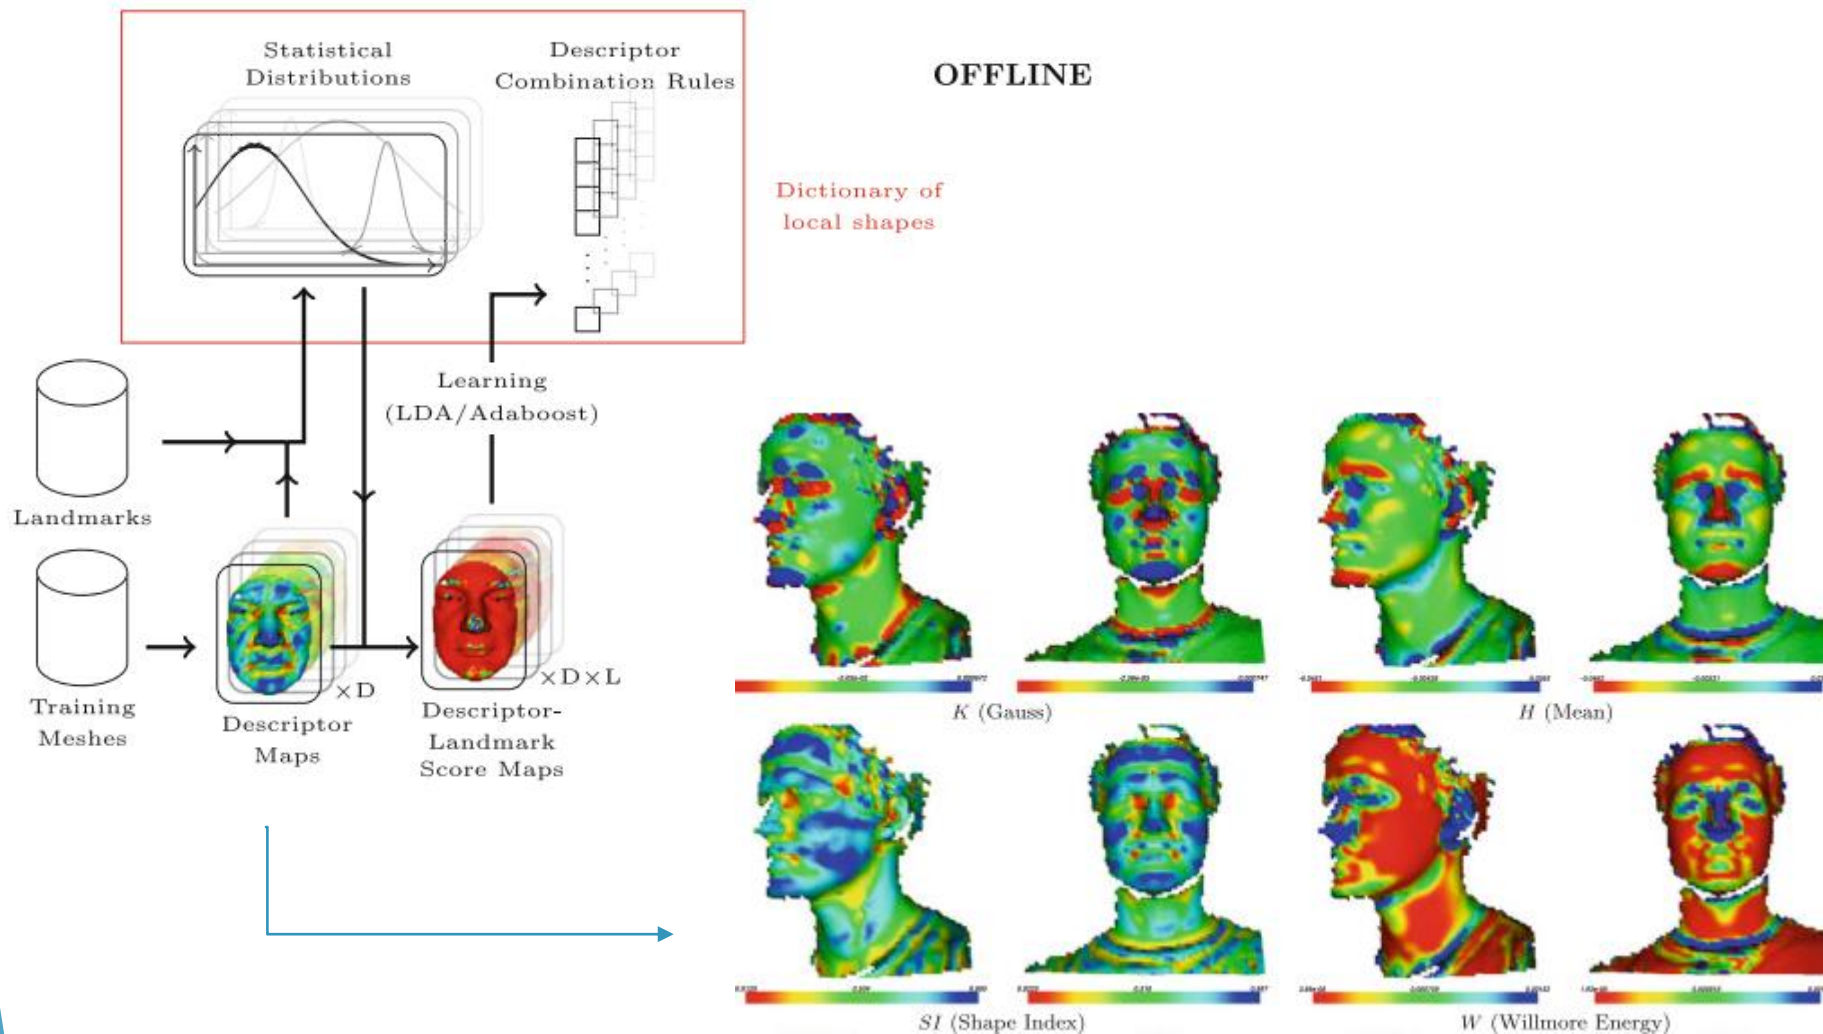 Statistical
Distributions
Descriptor
Combination Rules
OFFLINE
Dictionary of
local shapes
Learning
(LDA/Adaboost)
Landmarks
Training
Meshes
×D
Descriptor
Maps
×D×L
Descriptor-
Landmark
Score Maps
K (Gauss)
H (Mean)
SI (Shape Index)
W (Willmore Energy)